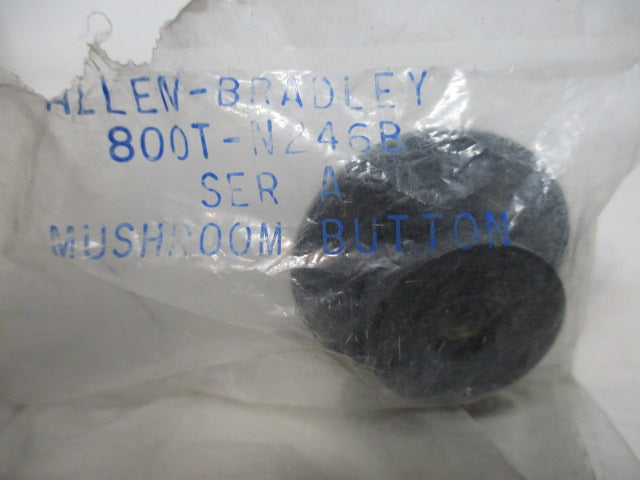 ALLEN-BRADLEY
800T-N246B
SER A
MUSHROOM BUTTON